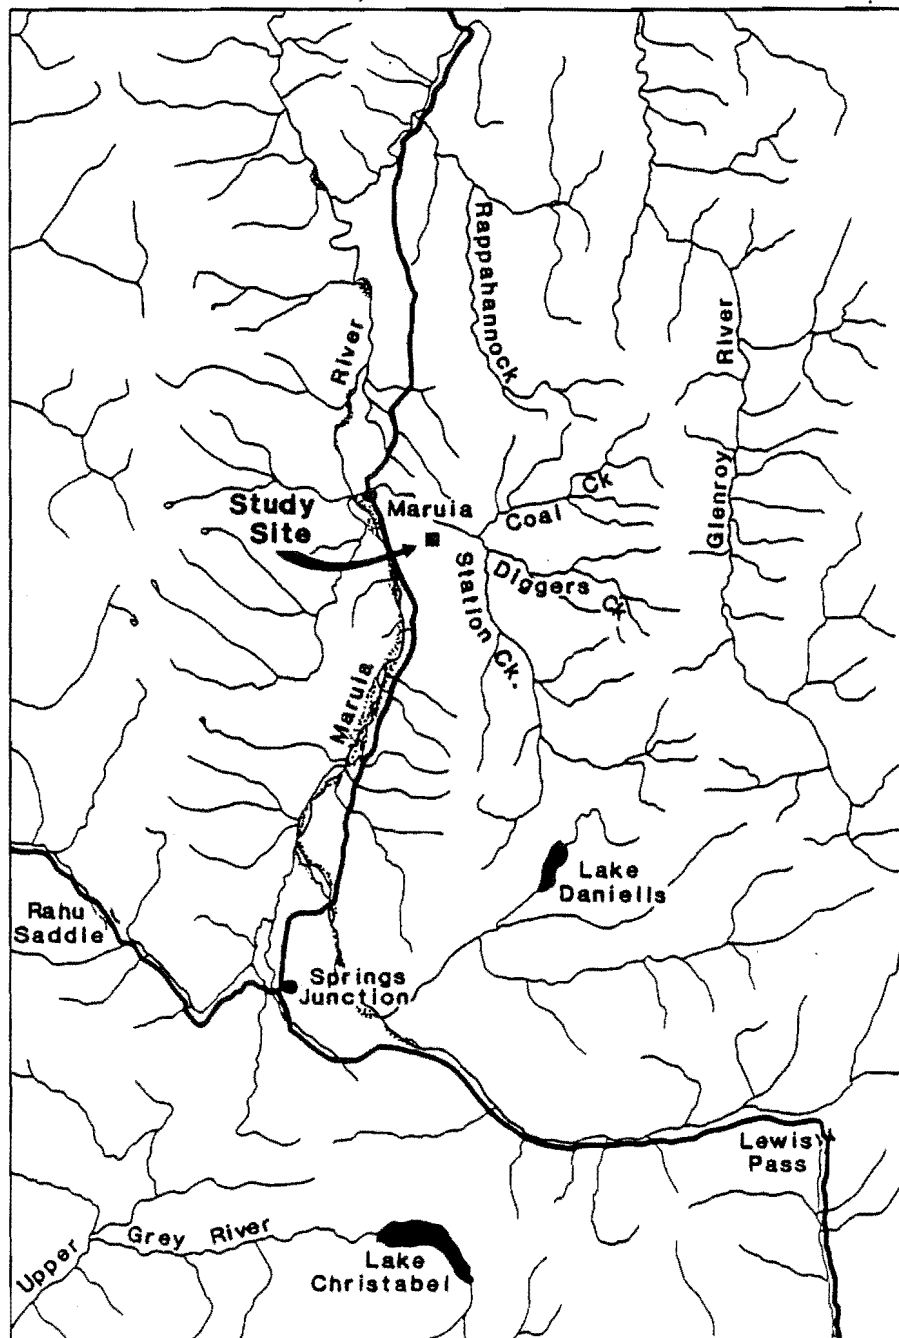 Rappahannock
River
River
Glenroy
Study
Site
Maruia
Coal Ck
Station Ck.
Diggers Ck
Maruia
Lake
Daniells
Rahu
Saddle
Springs
Junction
Lewis
Pass
Upper Grey River
Lake
Christabel